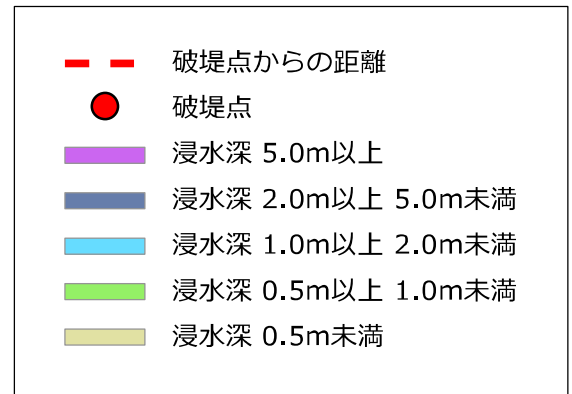 破堤点からの距離
破堤点
浸水深 5.0m以上
浸水深 2.0m以上 5.0m未満
浸水深 1.0m以上 2.0m未満
浸水深 0.5m以上 1.0m未満
浸水深 0.5m未満